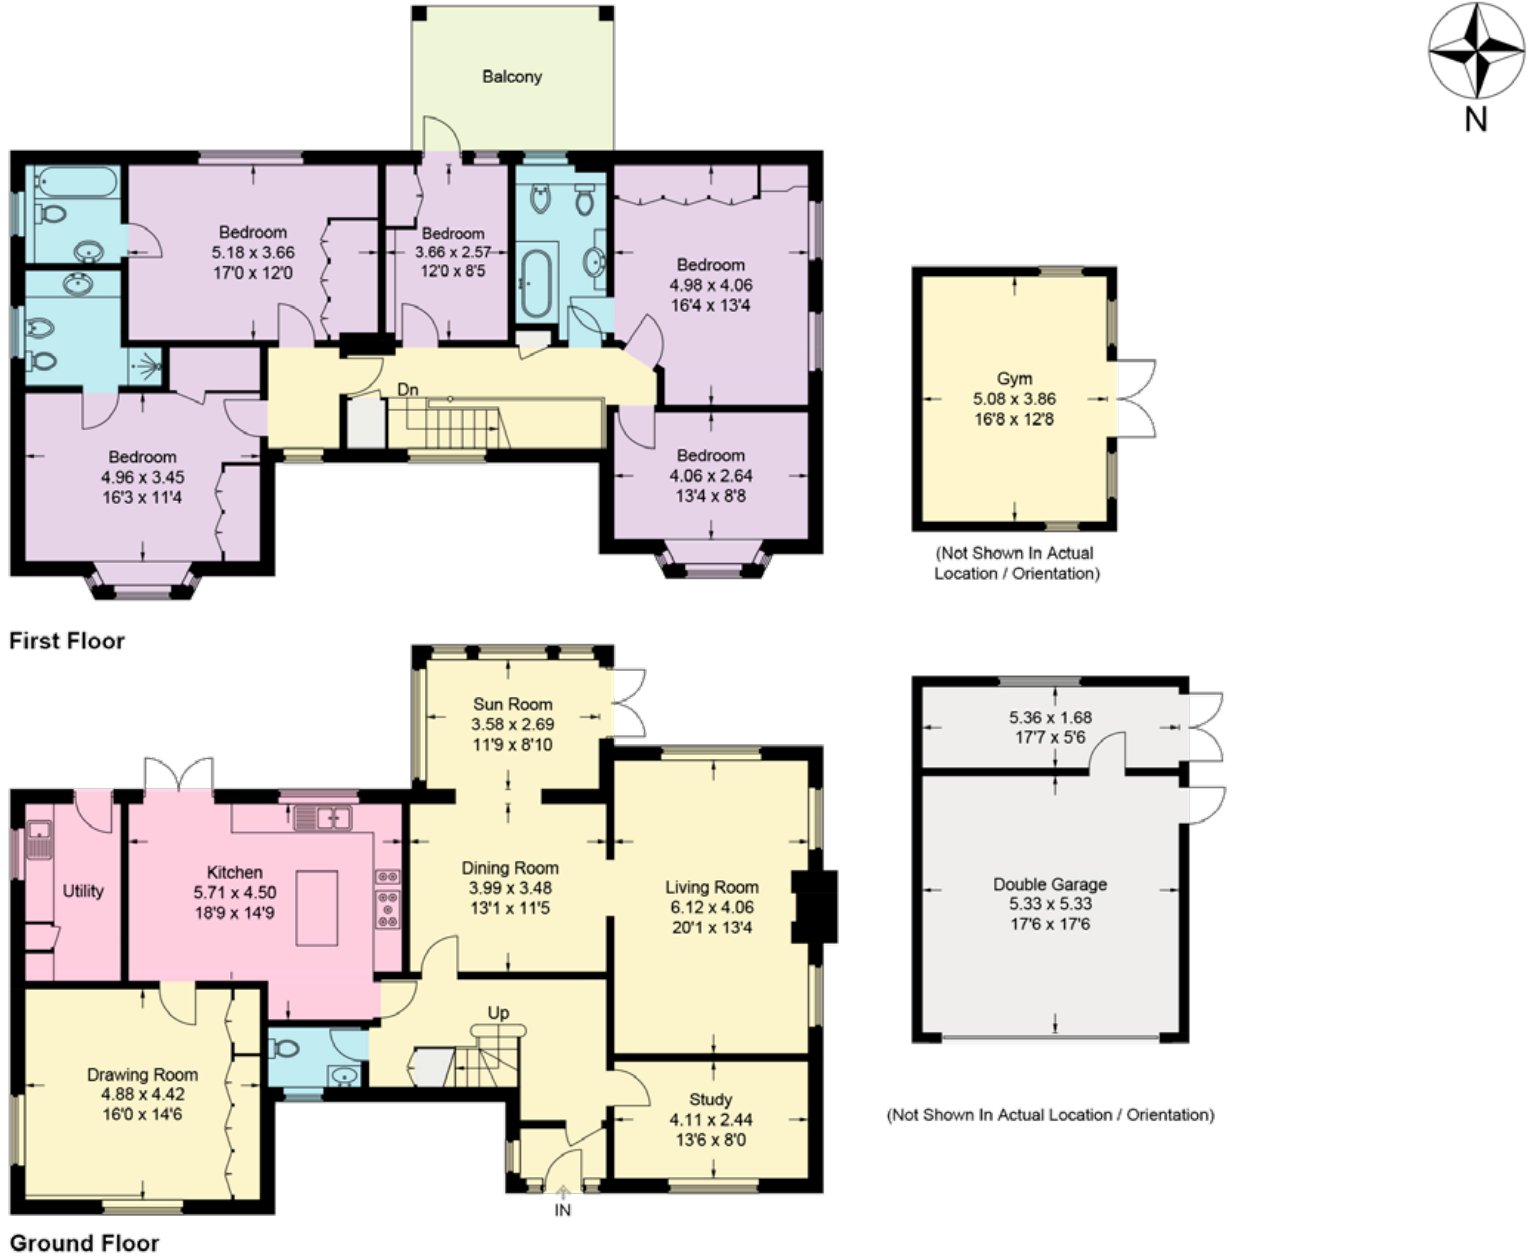 Balcony
N
Bedroom
5.18 x 3.66
17'0 x 12'0
Bedroom
3.66 x 2.57
12'0 x 8'5
Bedroom
4.98 x 4.06
16'4 x 13'4
Dn
Bedroom
4.96 x 3.45
16'3 x 11'4
Bedroom
4.06 x 2.64
13'4 x 8'8
Gym
5.08 x 3.86
16'8 x 12'8
(Not Shown In Actual
Location / Orientation)
First Floor
Sun Room
3.58 x 2.69
11'9 x 8'10
Utility
Kitchen
5.71 x 4.50
18'9 x 14'9
Dining Room
3.99 x 3.48
13'1 x 11'5
Living Room
6.12 x 4.06
20'1 x 13'4
Up
Drawing Room
4.88 x 4.42
16'0 x 14'6
Study
4.11 x 2.44
13'6 x 8'0
IN
5.36 x 1.68
17'7 x 5'6
Double Garage
5.33 x 5.33
17'6 x 17'6
(Not Shown In Actual Location / Orientation)
Ground Floor